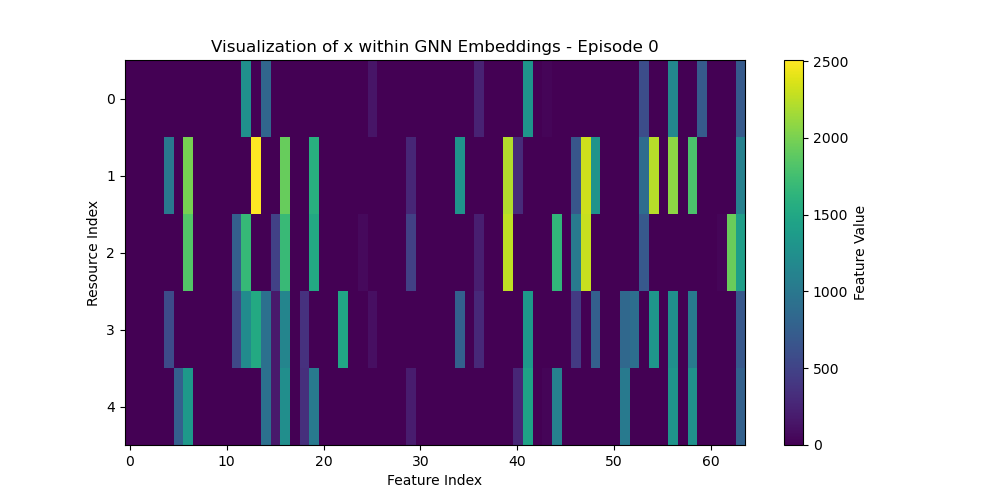 Visualization of x within GNN Embeddings - Episode 0
Resource Index
0
1
2
3
4
0 10 20 30 40 50 60
Feature Index
2500
2000
1500
1000
500
0
Feature Value